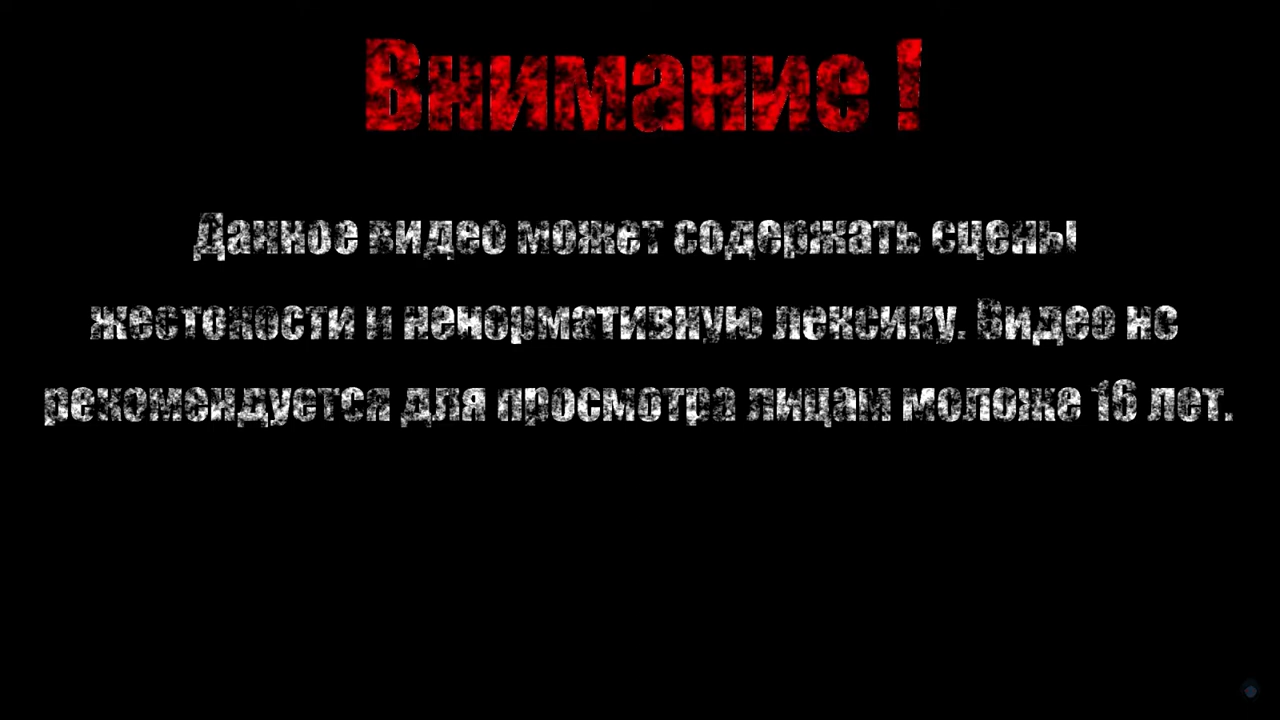 Внимание !
Данное видео может содержать сцены
жестокости и ненормативную лексику. Видео не
рекомендуется для просмотра лицам моложе 16 лет.